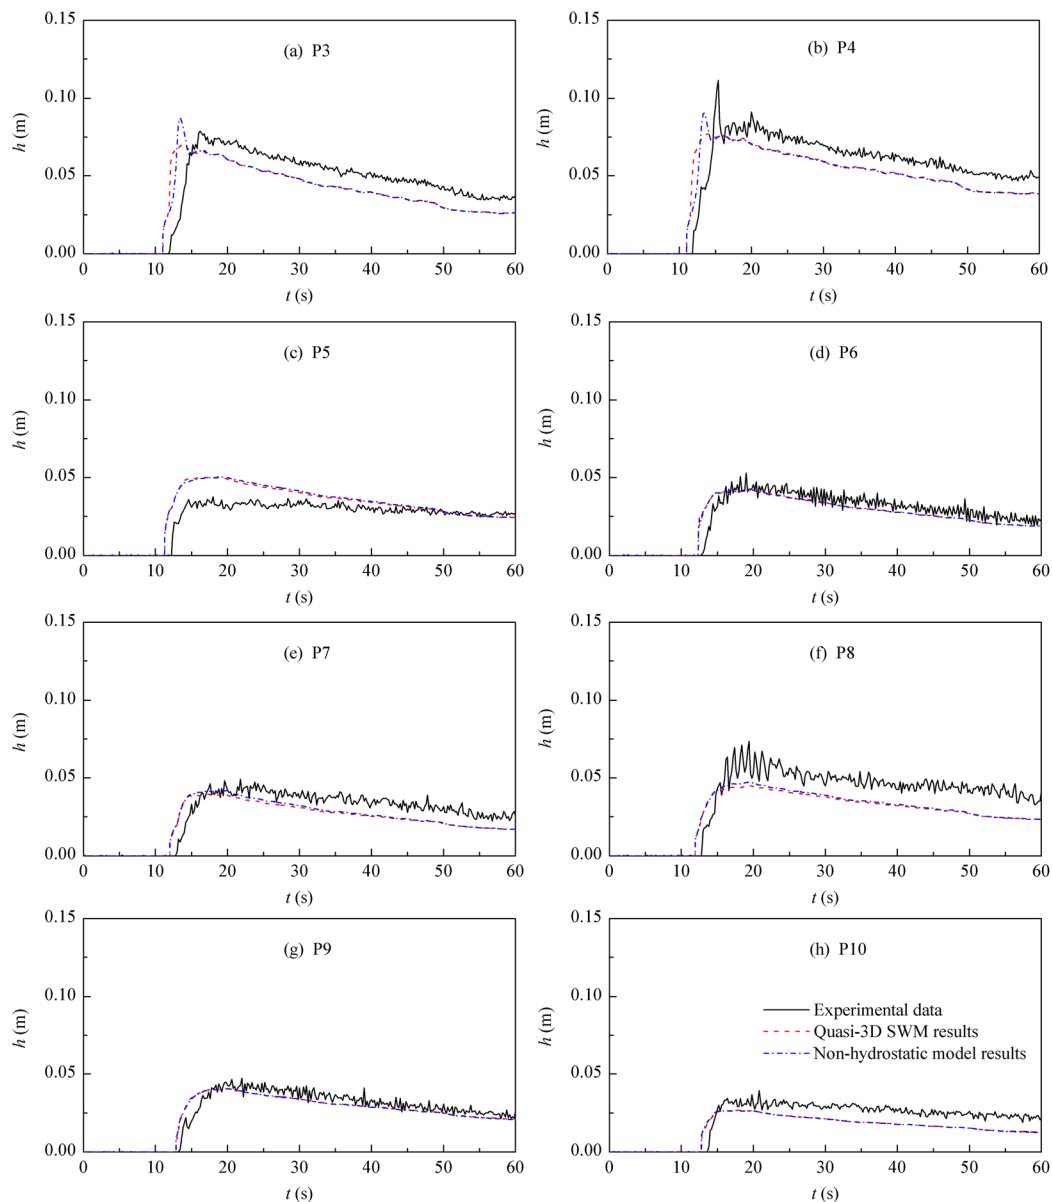 (a) P3
0.15
0.10
0.05
0.00
h (m)
0 10 20 30 40 50 60
t (s)
(b) P4
0.15
0.10
0.05
0.00
h (m)
0 10 20 30 40 50 60
t (s)
(c) P5
0.15
0.10
0.05
0.00
h (m)
0 10 20 30 40 50 60
t (s)
(d) P6
0.15
0.10
0.05
0.00
h (m)
0 10 20 30 40 50 60
t (s)
(e) P7
0.15
0.10
0.05
0.00
h (m)
0 10 20 30 40 50 60
t (s)
(f) P8
0.15
0.10
0.05
0.00
h (m)
0 10 20 30 40 50 60
t (s)
(g) P9
0.15
0.10
0.05
0.00
h (m)
0 10 20 30 40 50 60
t (s)
(h) P10
0.15
0.10
0.05
0.00
h (m)
Experimental data
Quasi-3D SWM results
Non-hydrostatic model results
0 10 20 30 40 50 60
t (s)